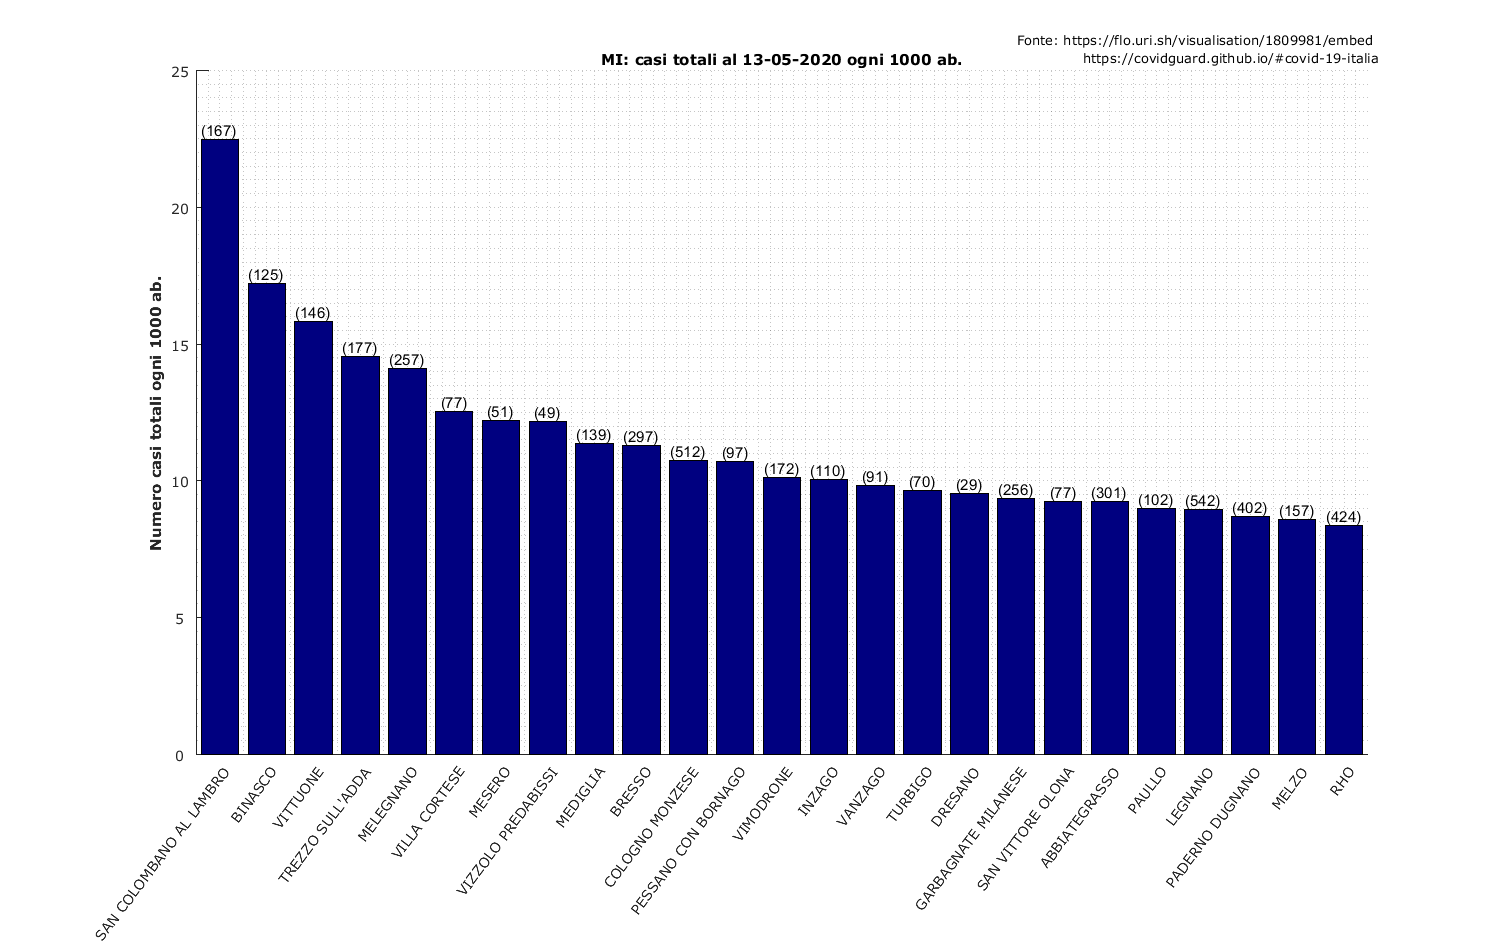 Fonte: https://flo.uri.sh/visualisation/1809981/embed
https://covidguard.github.io/#covid-19-italia
MI: casi totali al 13-05-2020 ogni 1000 ab.
Numero casi totali ogni 1000 ab.
25
20
15
10
5
0
(167)
(125)
(146)
(177)
(257)
(77)
(51)
(49)
(139)
(297)
(512)
(97)
(172)
(110)
(91)
(70)
(29)
(256)
(77)
(301)
(102)
(542)
(402)
(157)
(424)
SAN COLOMBANO AL LAMBRO
BINASCO
VITTUONE
TREZZO SULL'ADDA
MELEGNANO
VILLA CORTESE
MESERO
VIZZOLO PREDABISSI
MEDIGLIA
BRESSO
COLOGNO MONZESE
PESSANO CON BORNAGO
VIMODRONE
INZAGO
VANZAGO
TURBIGO
DRESANO
GARBAGNATE MILANESE
SAN VITTORE OLONA
ABBIATEGRASSO
PAULLO
LEGNANO
PADERNO DUGNANO
MELZO
RHO